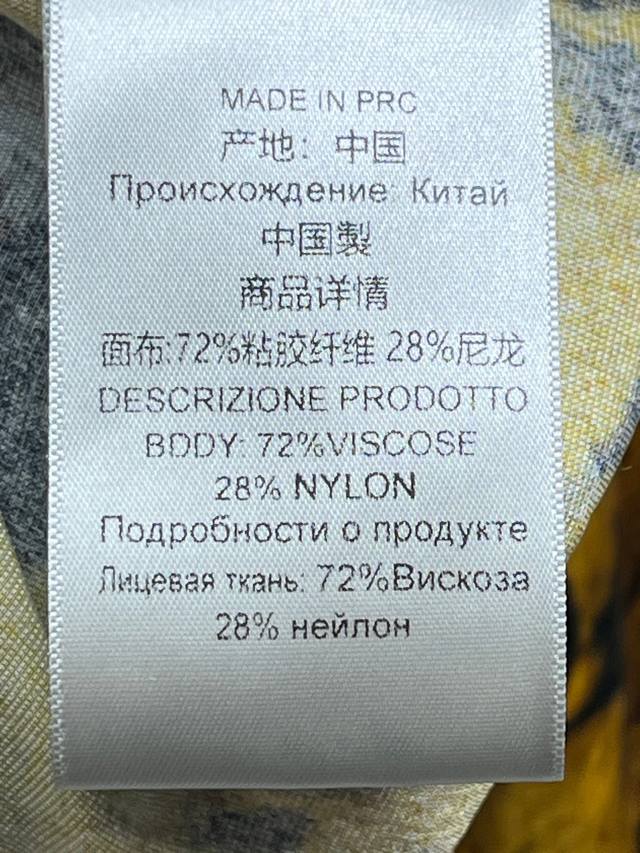 MADE IN PRC
产地：中国
Происхождение: Китай
中国製
商品详情
面布:72%粘胶纤维 28%尼龙
DESCRIZIONE PRODOTTO
BODY: 72%VISCOSE
28% NYLON
Подробности о продукте
Лицевая ткань: 72%Вискоза
28% нейлон